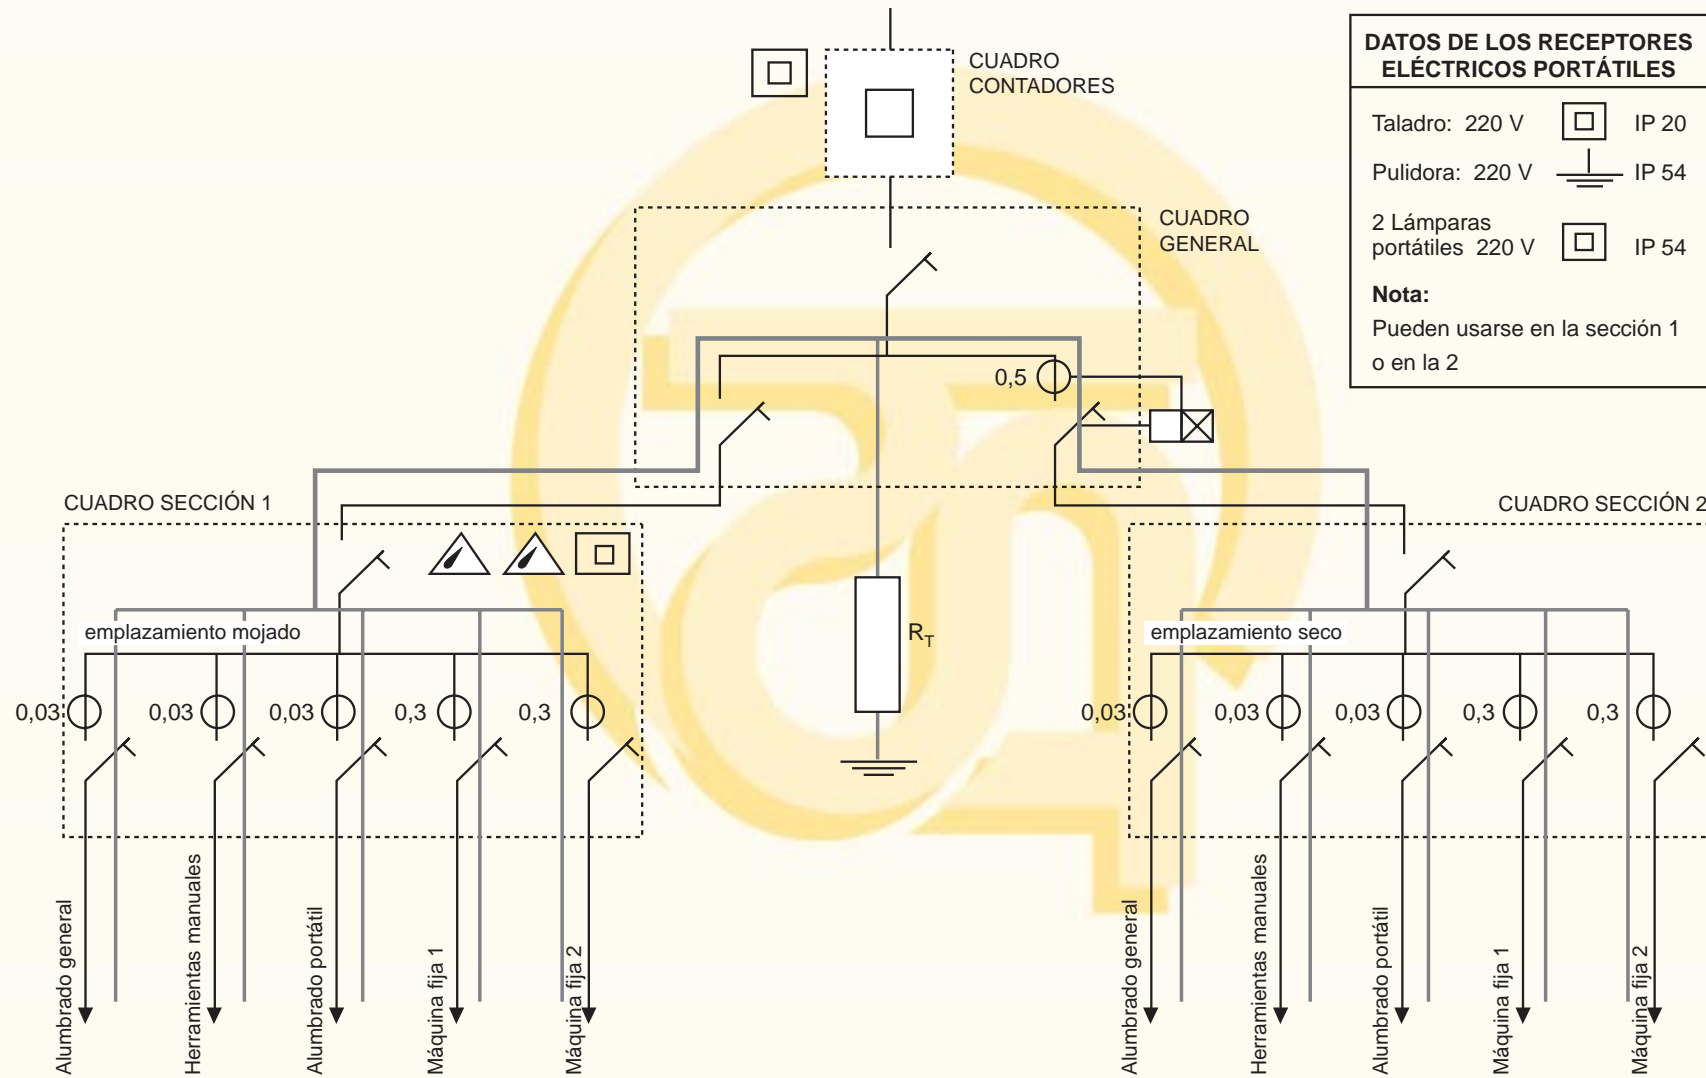 CUADRO
CONTADORES
DATOS DE LOS RECEPTORES
ELÉCTRICOS PORTÁTILES
Taladro: 220 V IP 20
Pulidora: 220 V IP 54
2 Lámparas
portátiles 220 V IP 54
Nota:
Pueden usarse en la sección 1
o en la 2
CUADRO
GENERAL
0,5
CUADRO SECCIÓN 1
CUADRO SECCIÓN 2
emplazamiento mojado
R_T
emplazamiento seco
0,03 0,03 0,03 0,3 0,3
0,03 0,03 0,03 0,3 0,3
Alumbrado general
Herramientas manuales
Alumbrado portátil
Máquina fija 1
Máquina fija 2
Alumbrado general
Herramientas manuales
Alumbrado portátil
Máquina fija 1
Máquina fija 2